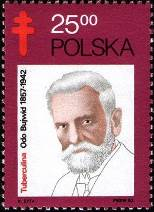 25.00
POLSKA
Tuberculina
Odo Bujwid 1857-1942